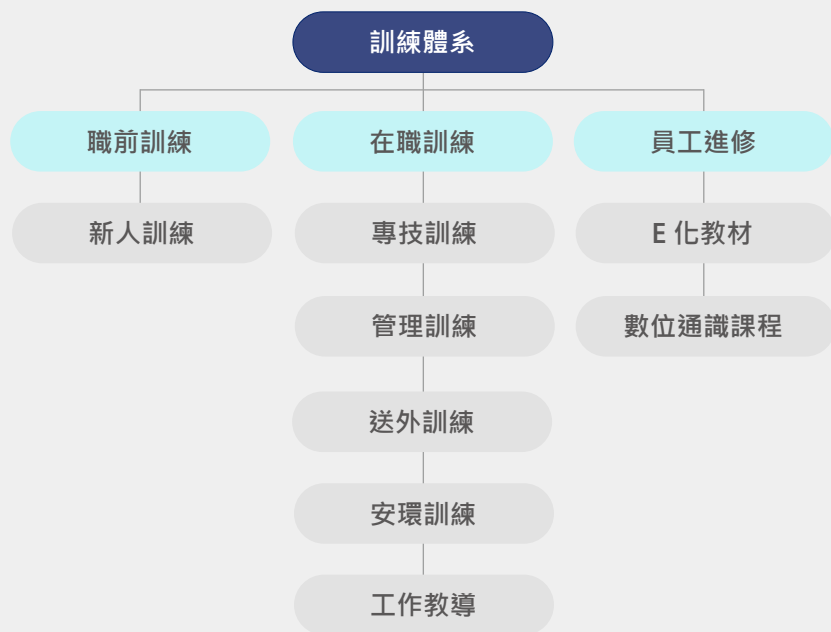 訓練體系
職前訓練
在職訓練
員工進修
新人訓練
專技訓練
E 化教材
管理訓練
數位通識課程
送外訓練
安環訓練
工作教導